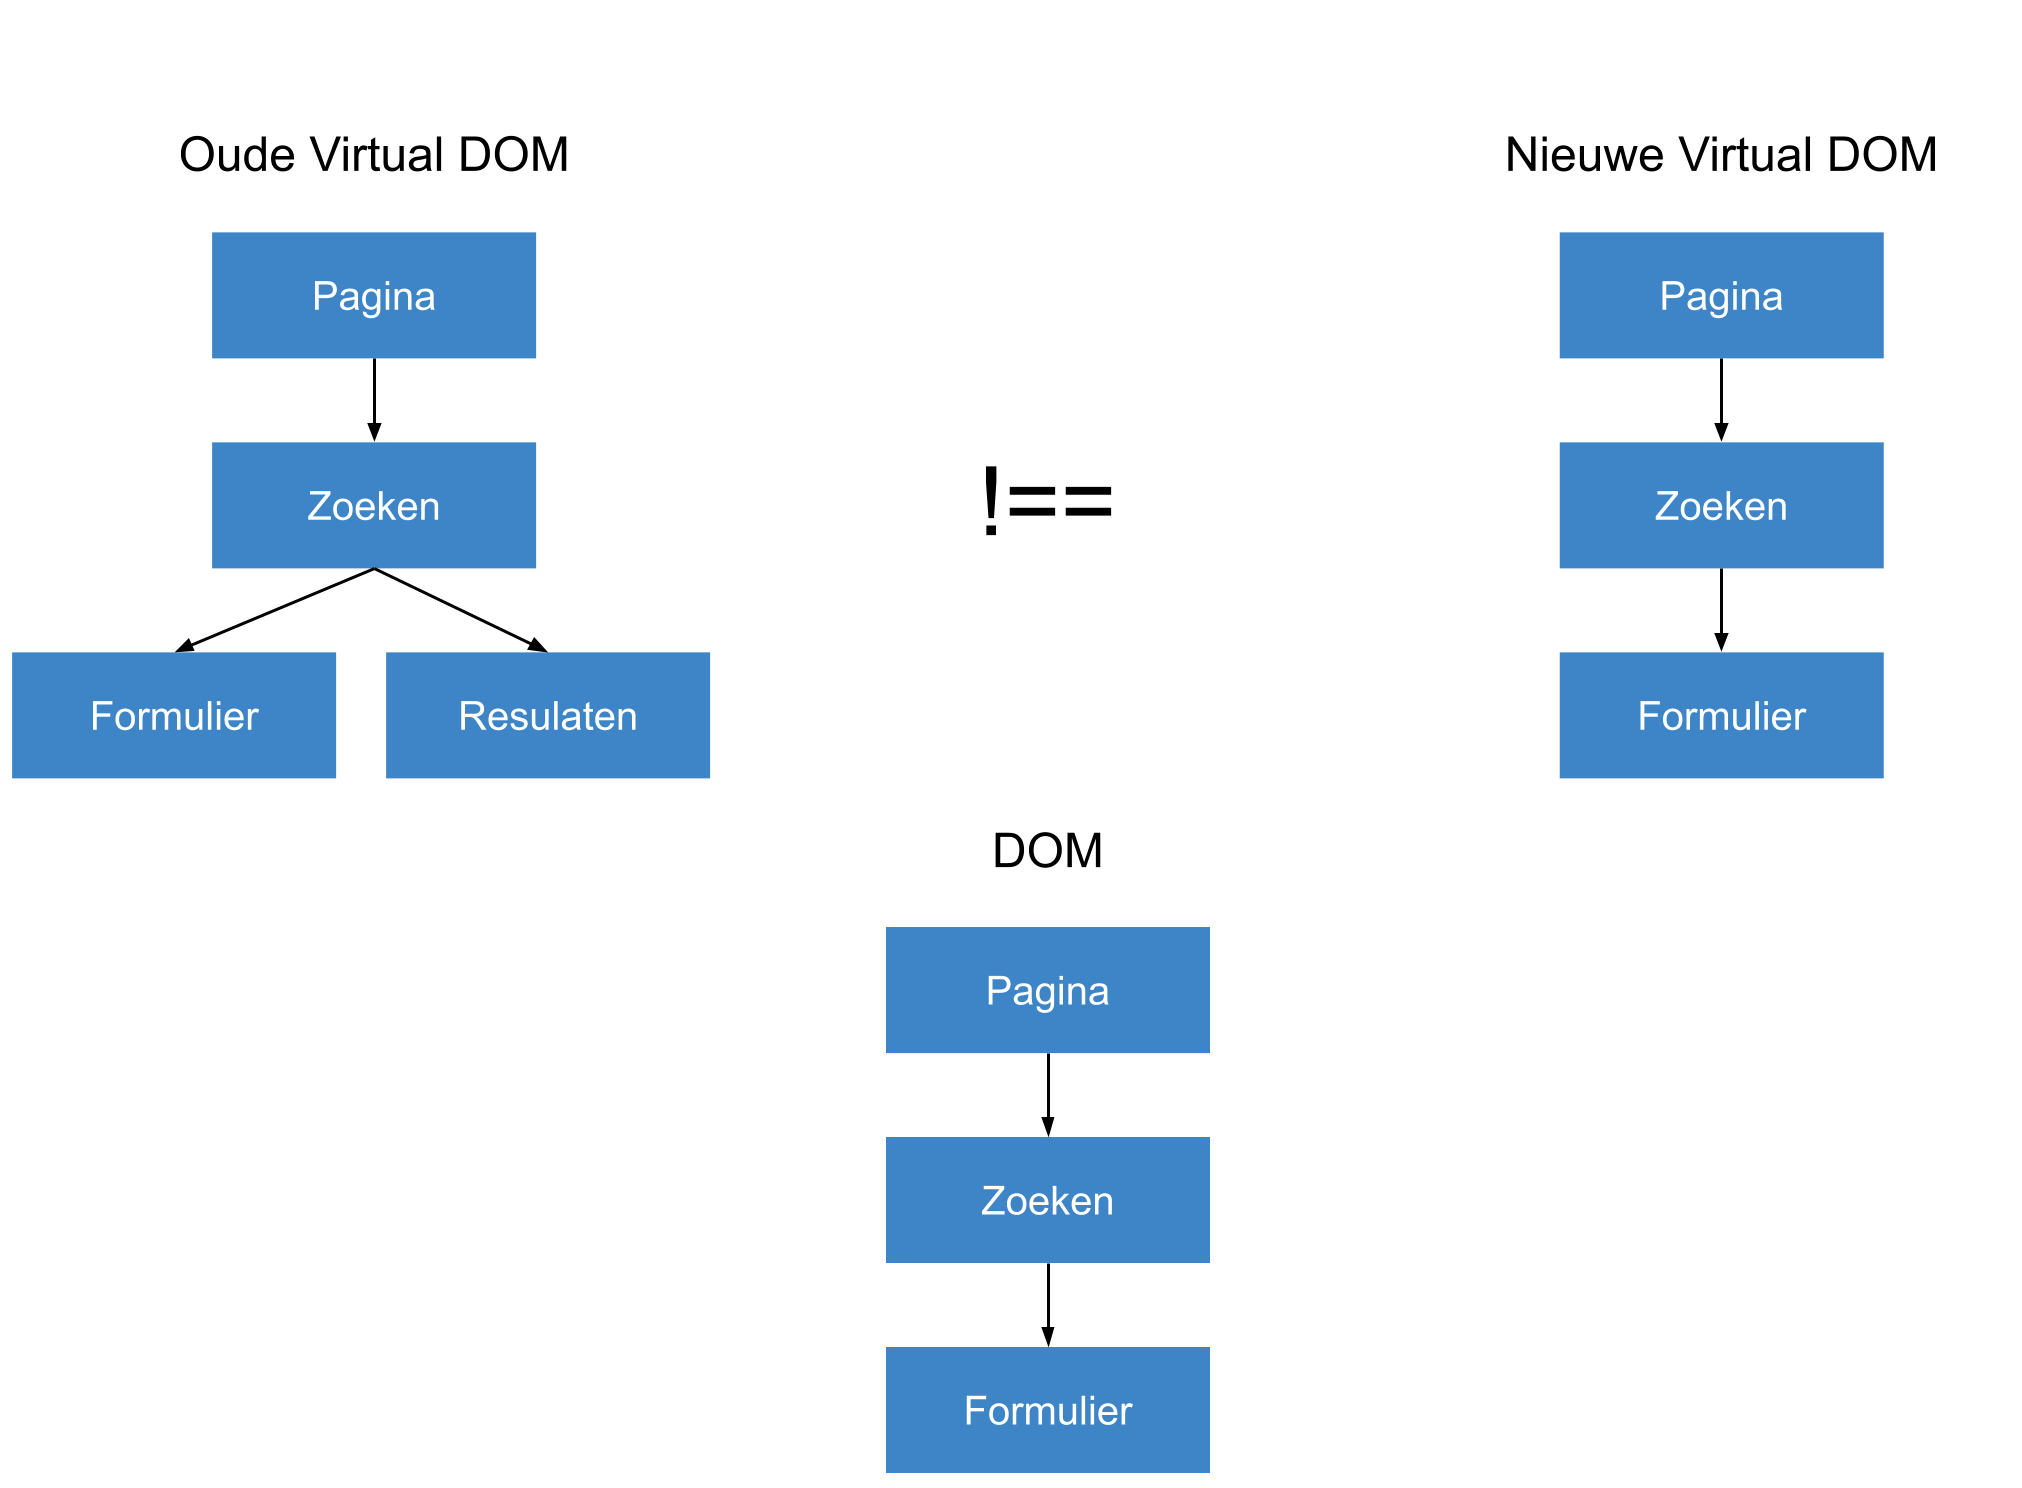 Oude Virtual DOM
Nieuwe Virtual DOM
Pagina
Pagina
Zoeken
!==
Zoeken
Formulier
Resulaten
Formulier
DOM
Pagina
Zoeken
Formulier